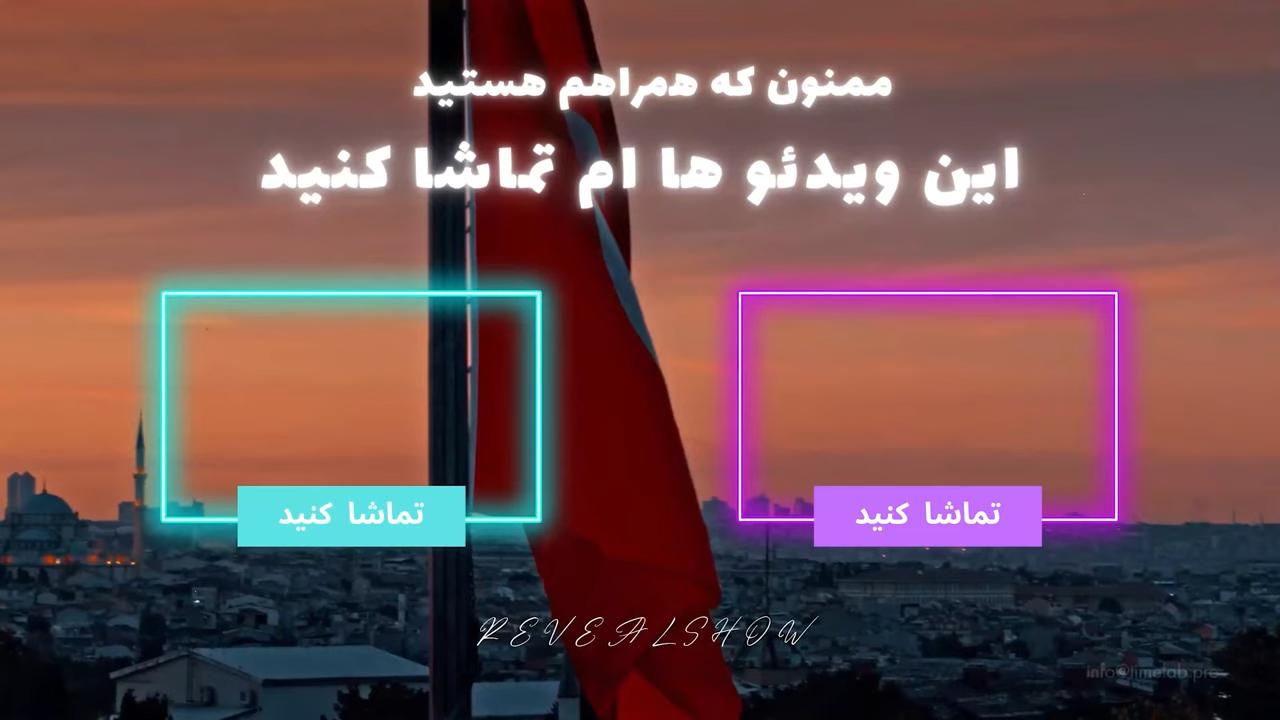 ممنون که همراهم هستید
این ویدئو ها ام تماشا کنید
تماشا کنید
تماشا کنید
REVEALSHOW
info@limelab.pro